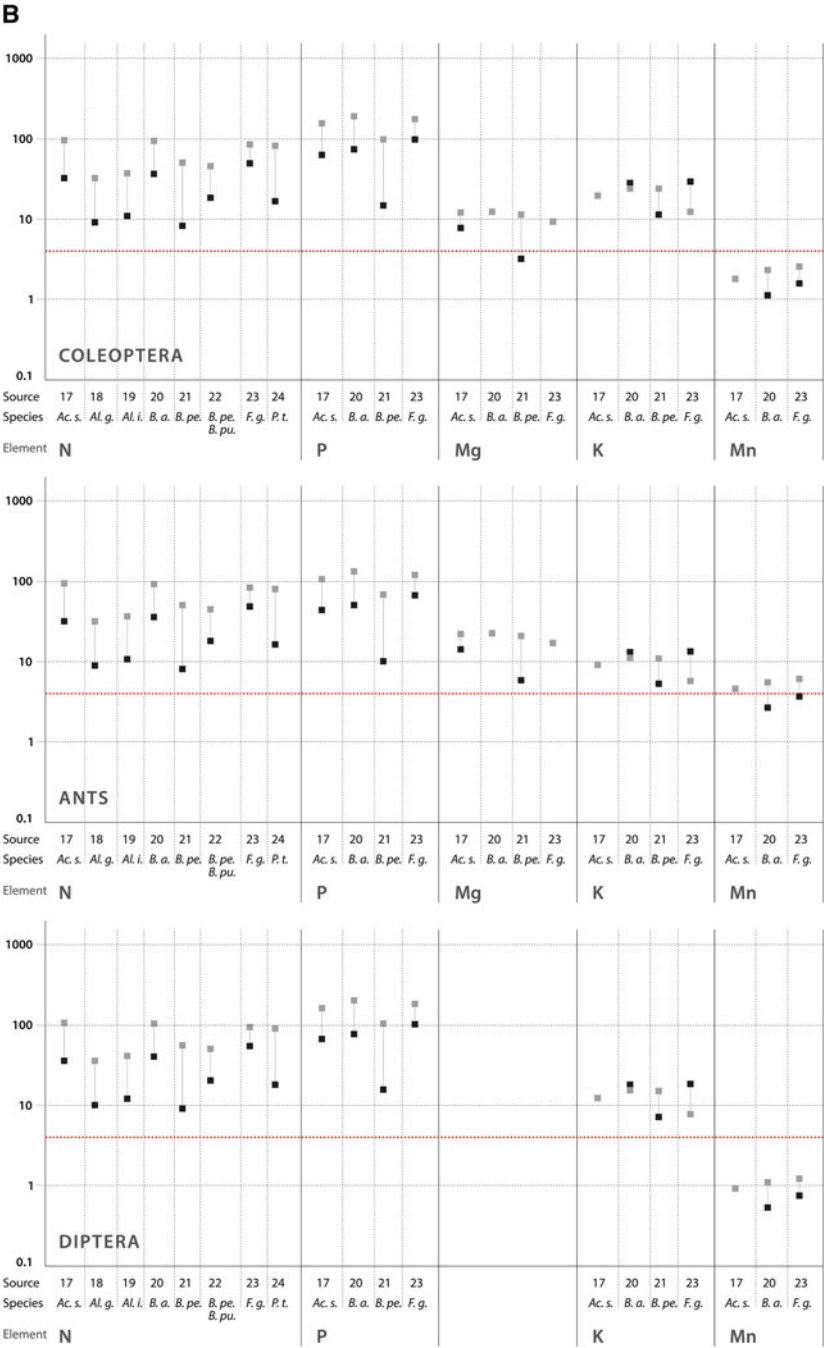 B
1000
100
10
1
0.1
COLEOPTERA
Source 17 18 19 20 21 22 23 24 17 20 21 23 17 20 21 23 17 20 21 23 17 20 23
Species Ac. s. Al. g. Al. i. B. a. B. pe. B. pe. F. g. P. t. Ac. s. B. a. B. pe. F. g. Ac. s. B. a. B. pe. F. g. Ac. s. B. a. B. pe. F. g. Ac. s. B. a. F. g.
B. pu.
Element N P Mg K Mn
1000
100
10
1
0.1
ANTS
Source 17 18 19 20 21 22 23 24 17 20 21 23 17 20 21 23 17 20 21 23 17 20 23
Species Ac. s. Al. g. Al. i. B. a. B. pe. B. pe. F. g. P. t. Ac. s. B. a. B. pe. F. g. Ac. s. B. a. B. pe. F. g. Ac. s. B. a. B. pe. F. g. Ac. s. B. a. F. g.
B. pu.
Element N P Mg K Mn
1000
100
10
1
0.1
DIPTERA
Source 17 18 19 20 21 22 23 24 17 20 21 23 17 20 21 23 17 20 23
Species Ac. s. Al. g. Al. i. B. a. B. pe. B. pe. F. g. P. t. Ac. s. B. a. B. pe. F. g. Ac. s. B. a. B. pe. F. g. Ac. s. B. a. F. g.
B. pu.
Element N P K Mn